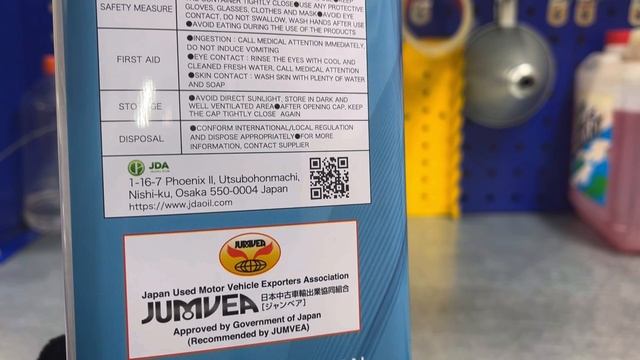 CONTAINER TIGHTLY CLOSE●KEEP
SAFETY MEASURE
GLOVES, GLASSES, CLOTHES AND MASK●AVOID EYE
CONTACT, DO NOT SWALLOW, WASH HANDS AFTER USE
●AVOID EATING DURING THE USE OF THE PRODUCTS
FIRST AID
●INGESTION : CALL MEDICAL ATTENTION IMMEDIATELY,
DO NOT INDUCE VOMITING
●EYE CONTACT : RINSE THE EYES WITH COOL AND
CLEANED FRESH WATER, CALL MEDICAL ATTENTION
●SKIN CONTACT : WASH SKIN WITH PLENTY OF WATER
AND SOAP
STORAGE
●AVOID DIRECT SUNLIGHT, STORE IN DARK AND
WELL VENTILATED AREA●AFTER OPENING CAP, KEEP
THE CAP TIGHTLY CLOSE AGAIN
DISPOSAL
●CONFORM INTERNATIONAL/LOCAL REGULATION
AND DISPOSE APPROPRIATELY●FOR MORE
INFORMATION, CONTACT SUPPLIER
JDA
1-16-7 Phoenix II, Utsubohonmachi,
Nishi-ku, Osaka 550-0004 Japan
https://www.jdaoil.com
JUMVEA
Japan Used Motor Vehicle Exporters Association
JUMVEA 日本中古車輸出業協同組合
[ジャンベア]
Approved by Government of Japan
(Recommended by JUMVEA)